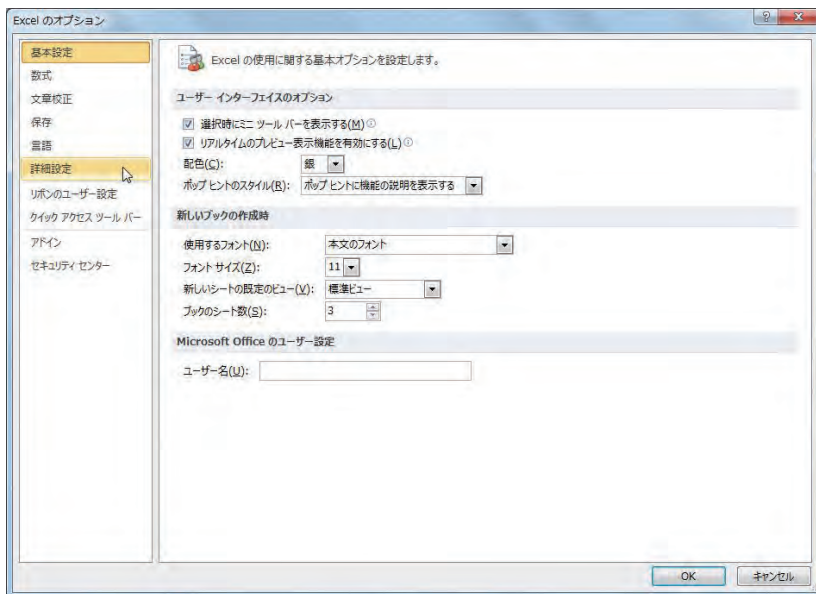 Excel のオプション
基本設定
数式
文章校正
保存
言語
詳細設定
リボンのユーザー設定
クイック アクセス ツール バー
アドイン
セキュリティ センター
Excel の使用に関する基本オプションを設定します。
ユーザー インターフェイスのオプション
選択時にミニ ツール バーを表示する(M)
リアルタイムのプレビュー表示機能を有効にする(L)
配色(C): 銀
ポップ ヒントのスタイル(R): ポップ ヒントに機能の説明を表示する
新しいブックの作成時
使用するフォント(N): 本文のフォント
フォント サイズ(Z): 11
新しいシートの既定のビュー(V): 標準ビュー
ブックのシート数(S): 3
Microsoft Office のユーザー設定
ユーザー名(U):
OK キャンセル